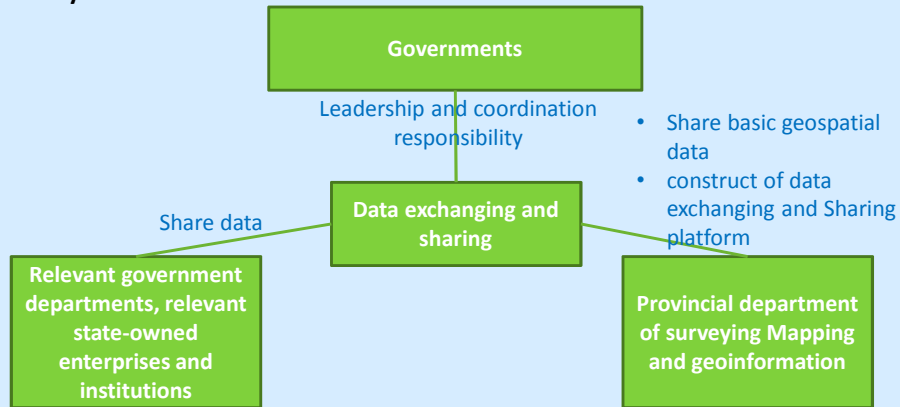 Governments
Leadership and coordination
responsibility
• Share basic geospatial
data
• construct of data
exchanging and Sharing
platform
Data exchanging and
sharing
Share data
Relevant government
departments, relevant
state-owned
enterprises and
institutions
Provincial department
of surveying Mapping
and geoinformation